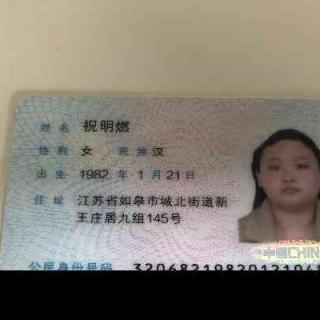 姓名 祝明燃
性别 女 民族 汉
出生 1982 年 1 月 21 日
住址 江苏省如皋市城北街道新
王庄居九组145号
中国CHINA
公民身份号码